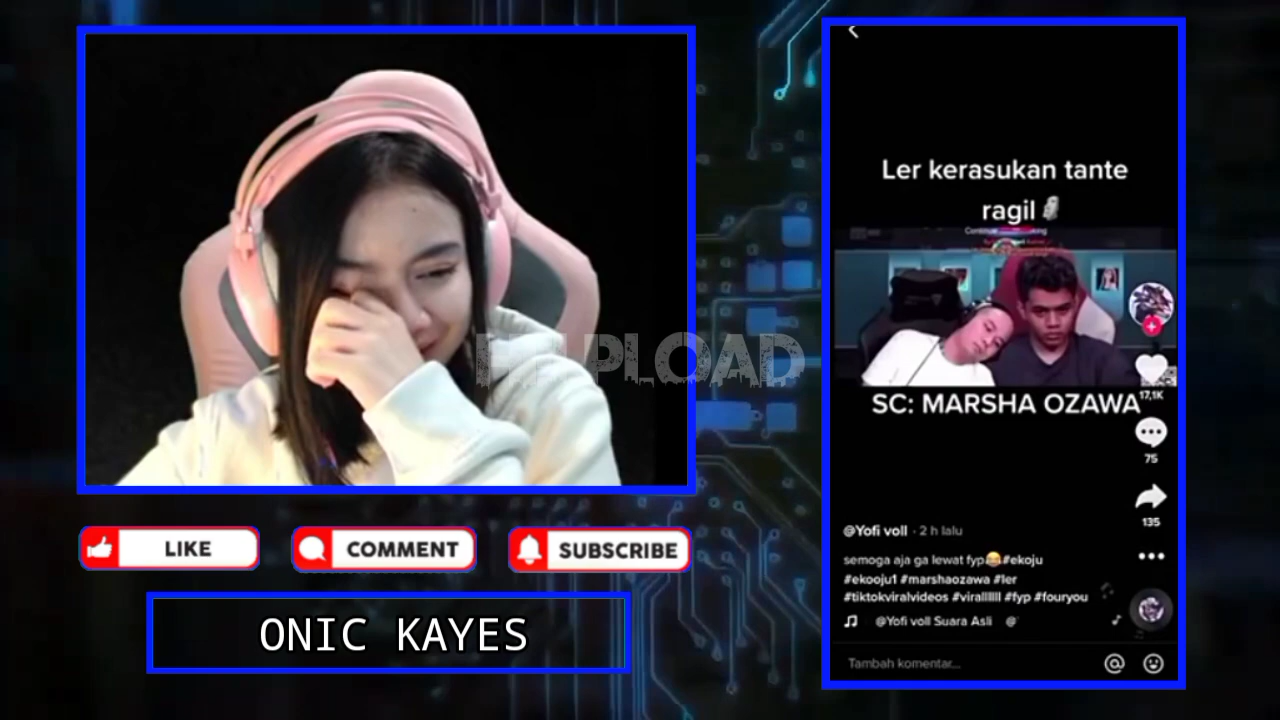 LIKE
COMMENT
SUBSCRIBE
ONIC KAYES
Ler kerasukan tante
ragil
SC: MARSHA OZAWA
17,1K
75
135
@Yofi voll · 2 h lalu
semoga aja ga lewat fyp😂#ekoju
#ekooju1 #marshaozawa #ler
#tiktokviralvideos #viralllllll #fyp #fouryou
@Yofi voll Suara Asli @
Tambah komentar...